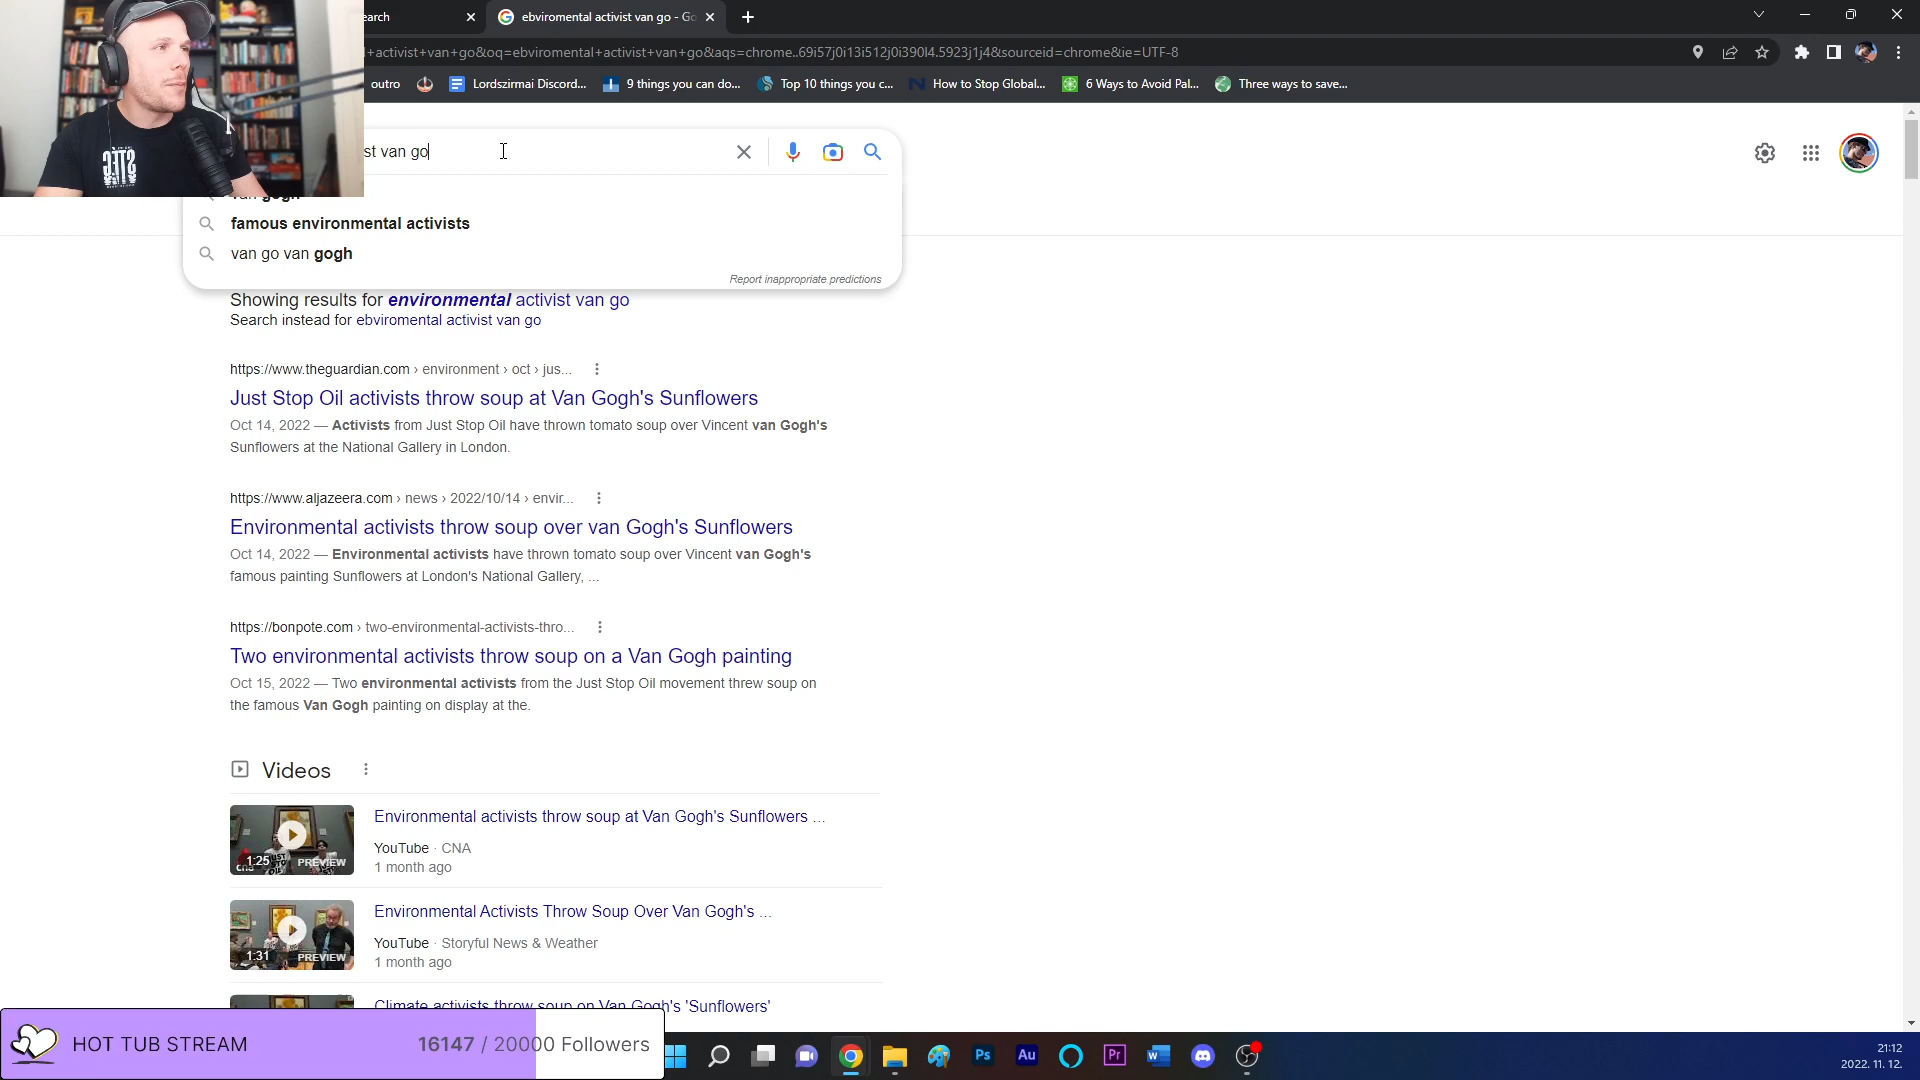 earch
ebviromental activist van go - Go
l+activist+van+go&oq=ebviromental+activist+van+go&aqs=chrome..69i57j0i13i512j0i390l4.5923j1j4&sourceid=chrome&ie=UTF-8
outro
Lordszirmai Discord...
9 things you can do...
Top 10 things you c...
How to Stop Global...
6 Ways to Avoid Pal...
Three ways to save...
st van go
van gogh
famous environmental activists
van go van gogh
Report inappropriate predictions
Showing results for environmental activist van go
Search instead for ebviromental activist van go
https://www.theguardian.com › environment › oct › jus...
Just Stop Oil activists throw soup at Van Gogh's Sunflowers
Oct 14, 2022 — Activists from Just Stop Oil have thrown tomato soup over Vincent van Gogh's
Sunflowers at the National Gallery in London.
https://www.aljazeera.com › news › 2022/10/14 › envir...
Environmental activists throw soup over van Gogh's Sunflowers
Oct 14, 2022 — Environmental activists have thrown tomato soup over Vincent van Gogh's
famous painting Sunflowers at London's National Gallery, ...
https://bonpote.com › two-environmental-activists-thro...
Two environmental activists throw soup on a Van Gogh painting
Oct 15, 2022 — Two environmental activists from the Just Stop Oil movement threw soup on
the famous Van Gogh painting on display at the.
Videos
Environmental activists throw soup at Van Gogh's Sunflowers ...
YouTube · CNA
1 month ago
1:25 PREVIEW
Environmental Activists Throw Soup Over Van Gogh's ...
YouTube · Storyful News & Weather
1 month ago
1:31 PREVIEW
Climate activists throw soup on Van Gogh's 'Sunflowers'
HOT TUB STREAM 16147 / 20000 Followers
Ps
Au
Pr
W
21:12
2022. 11. 12.